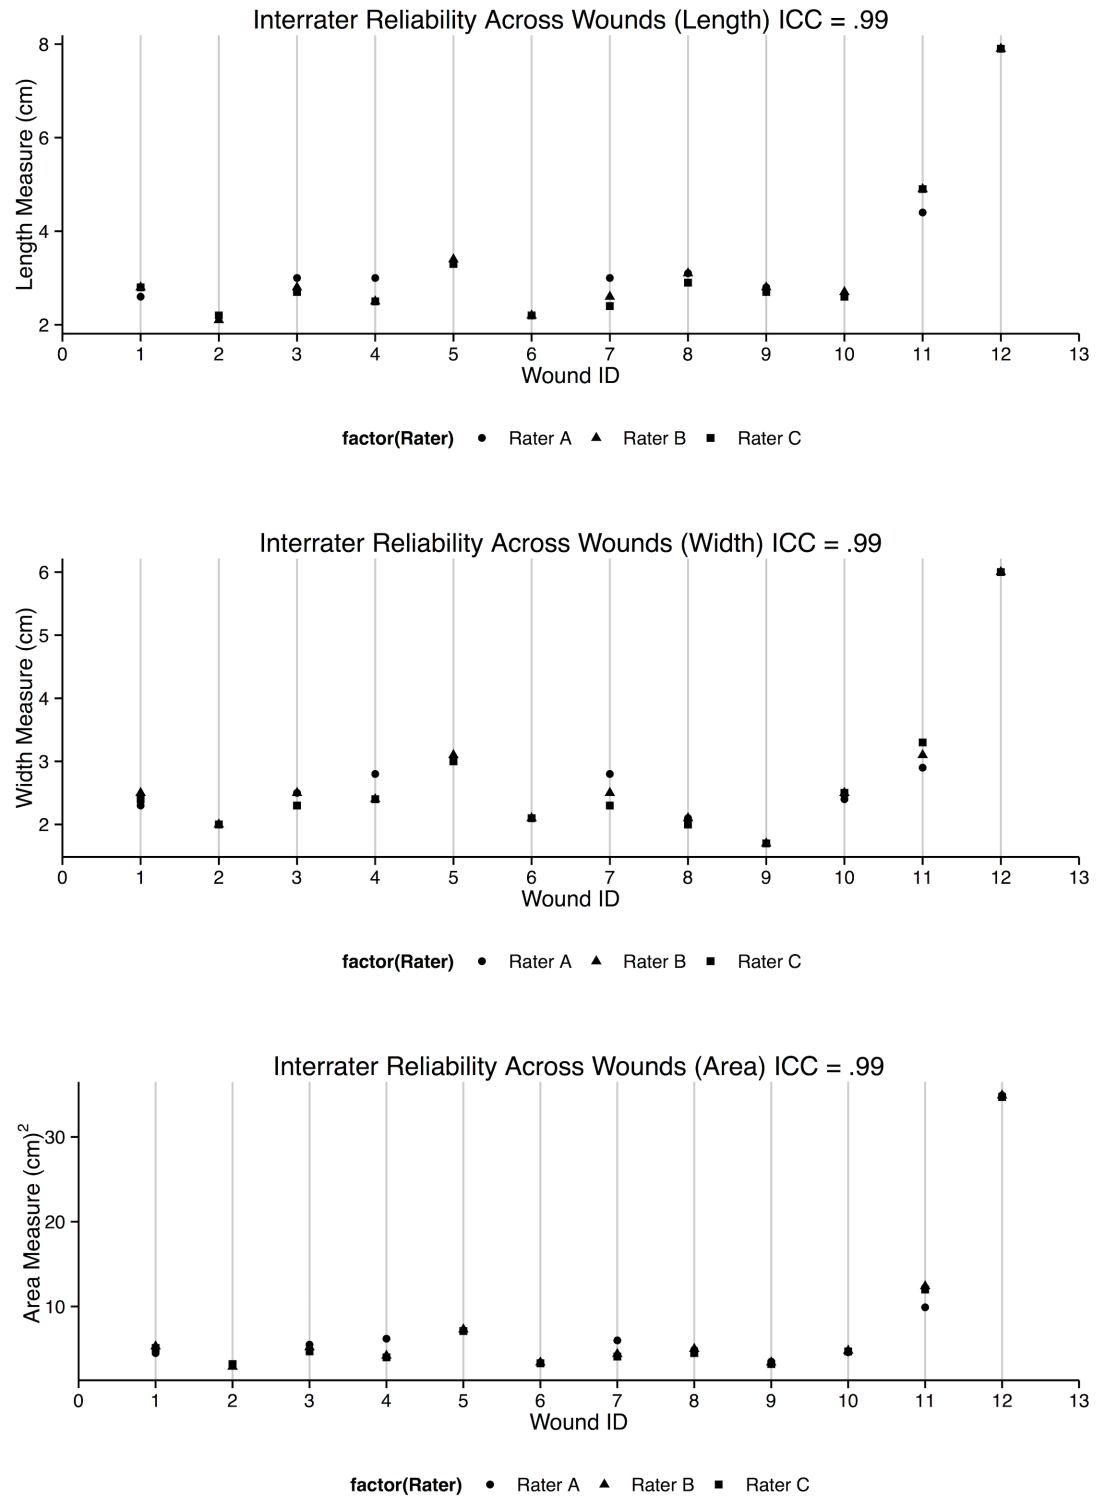 Interrater Reliability Across Wounds (Length) ICC = .99
Length Measure (cm)
8
6
4
2
0 1 2 3 4 5 6 7 8 9 10 11 12 13
Wound ID
factor(Rater) Rater A Rater B Rater C
Interrater Reliability Across Wounds (Width) ICC = .99
Width Measure (cm)
6
5
4
3
2
0 1 2 3 4 5 6 7 8 9 10 11 12 13
Wound ID
factor(Rater) Rater A Rater B Rater C
Interrater Reliability Across Wounds (Area) ICC = .99
Area Measure (cm)²
30
20
10
0 1 2 3 4 5 6 7 8 9 10 11 12 13
Wound ID
factor(Rater) Rater A Rater B Rater C